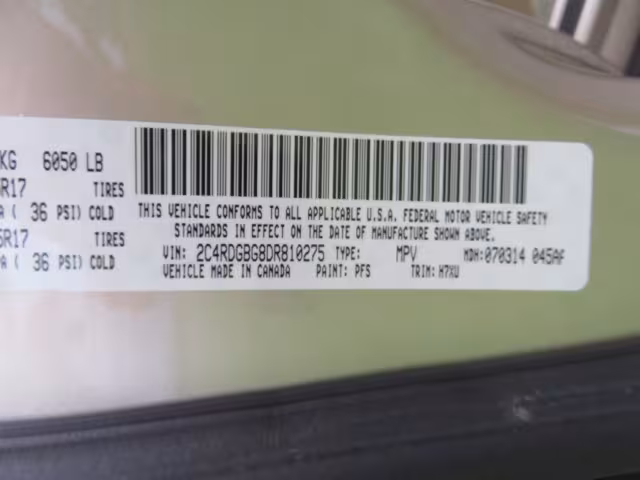 KG 6050 LB
R17 TIRES
A ( 36 PSI) COLD
5R17 TIRES
A ( 36 PSI) COLD
THIS VEHICLE CONFORMS TO ALL APPLICABLE U.S.A. FEDERAL MOTOR VEHICLE SAFETY
STANDARDS IN EFFECT ON THE DATE OF MANUFACTURE SHOWN ABOVE.
VIN: 2C4RDGBG8DR810275 TYPE: MPV MDH: 070314 045AF
VEHICLE MADE IN CANADA PAINT: PFS TRIM: H7XU